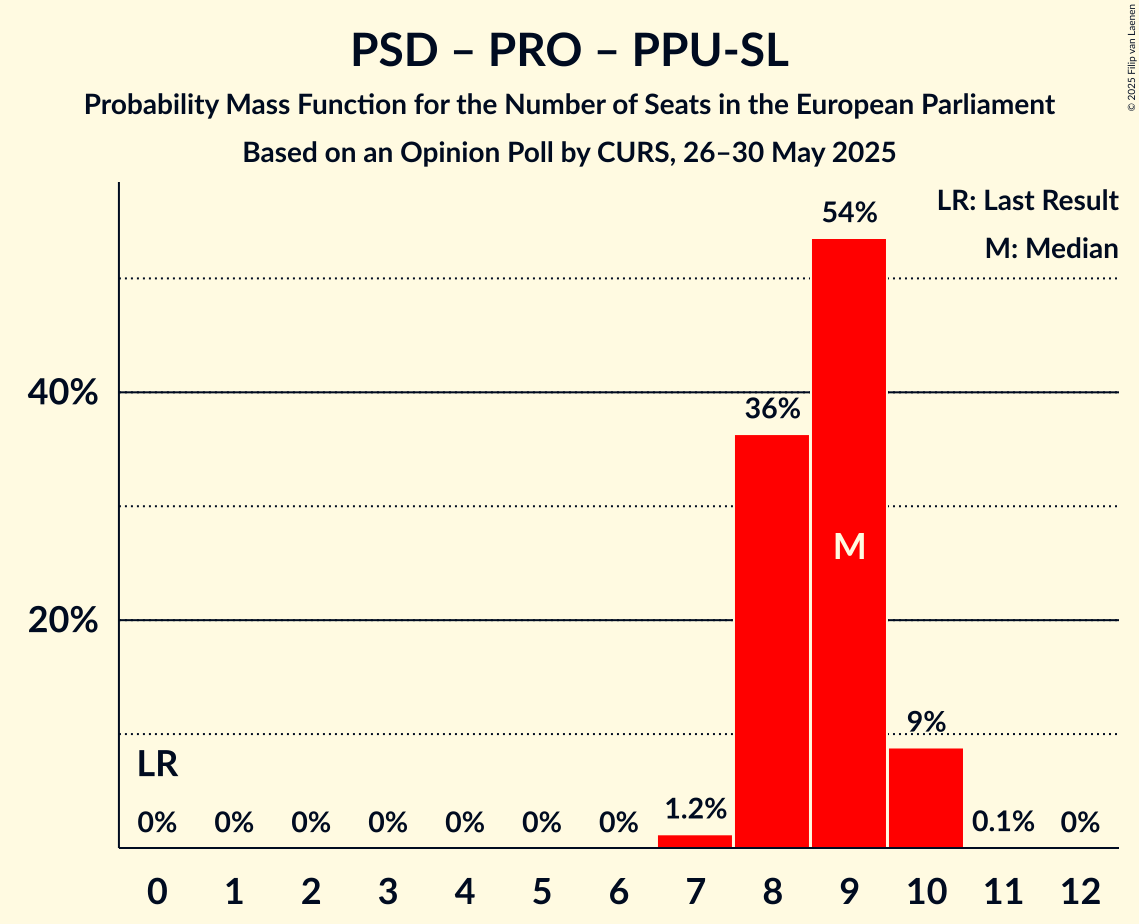 PSD – PRO – PPU-SL
Probability Mass Function for the Number of Seats in the European Parliament
Based on an Opinion Poll by CURS, 26–30 May 2025
© 2025 Filip van Laenen
LR: Last Result
M: Median
54%
40%
36%
M
20%
9%
LR
0% 0% 0% 0% 0% 0% 0% 1.2% 0.1% 0%
0 1 2 3 4 5 6 7 8 9 10 11 12